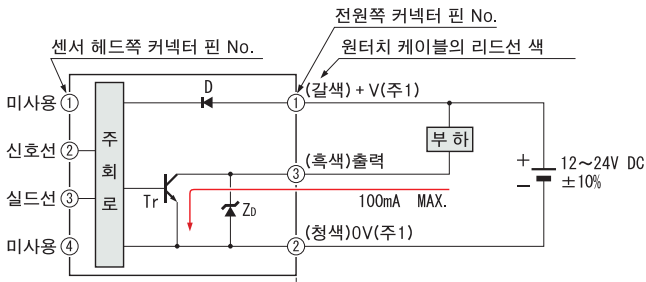 전원쪽 커넥터 핀 No.
센서 헤드쪽 커넥터 핀 No.
원터치 케이블의 리드선 색
미사용 ①
D
① (갈색) + V(주1)
신호선 ②
주회로
부 하
③ (흑색)출력
+
12～24V DC
−
±10%
실드선 ③
Tr
ZD
100mA MAX.
미사용 ④
② (청색)0V(주1)